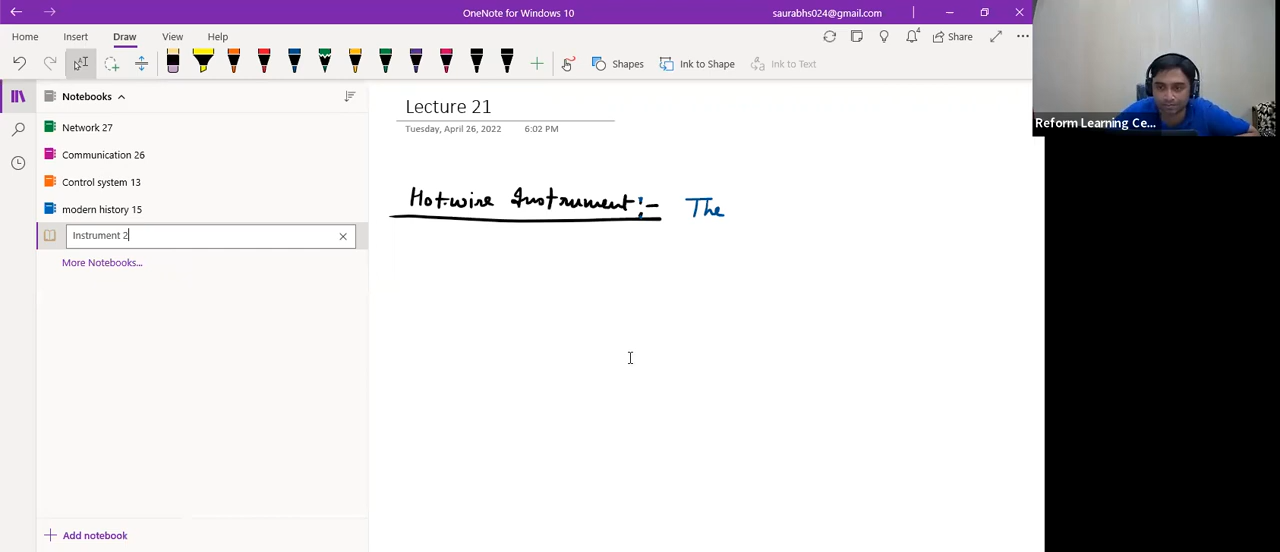 OneNote for Windows 10
saurabhs024@gmail.com
Home Insert Draw View Help
Share
Shapes Ink to Shape Ink to Text
Notebooks
Network 27
Communication 26
Control system 13
modern history 15
Instrument 2
More Notebooks...
Add notebook
Lecture 21
Tuesday, April 26, 2022 6:02 PM
Hot-wire Instrument:- The
Reform Learning Ce...